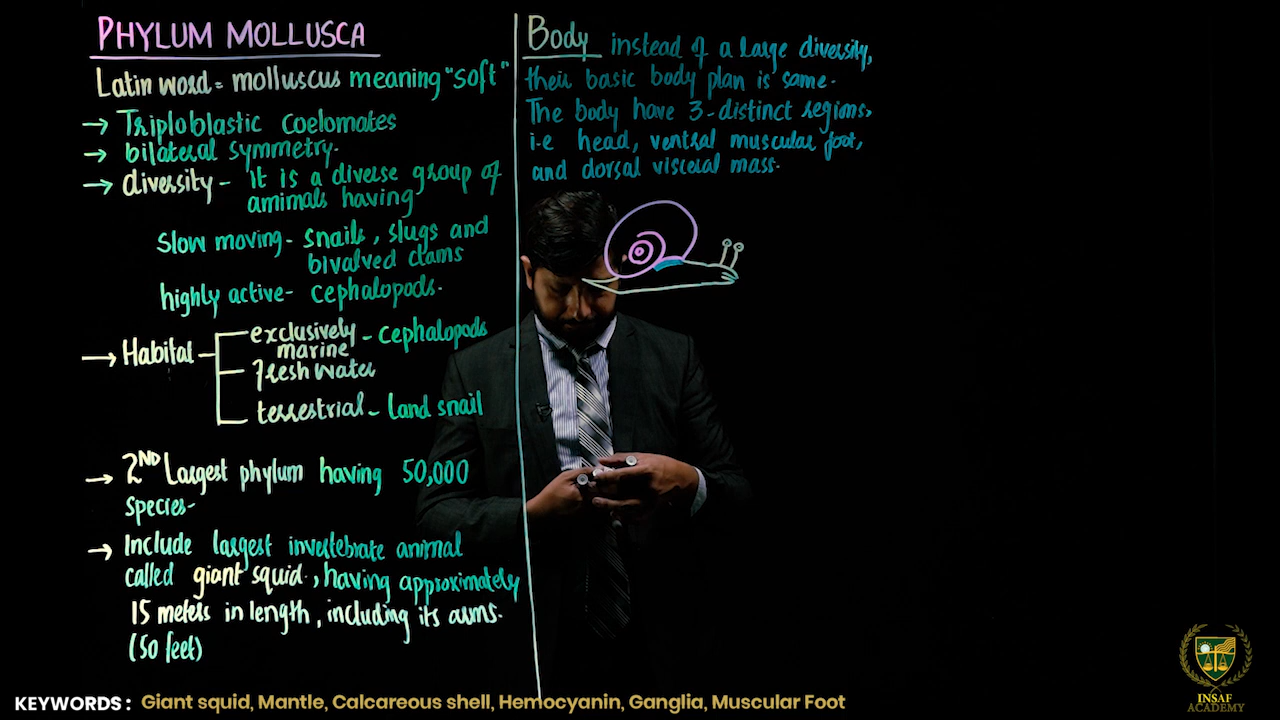 PHYLUM MOLLUSCA
Latin word = molluscus meaning "soft"
→ Triploblastic coelomates
→ bilateral symmetry.
→ diversity - it is a diverse group of
animals having
slow moving - snails, slugs and
bivalved clams
highly active - cephalopods.
→ Habital
exclusively - cephalopods
marine
fresh water
terrestrial - land snail
→ 2ND Largest phylum having 50,000
species-
→ Include largest invertebrate animal
called giant squid, having approximately
15 meters in length, including its arms.
(50 feet)
Body instead of a large diversity,
their basic body plan is same.
The body have 3-distinct regions,
i.e head, ventral muscular foot,
and dorsal visceral mass.
KEYWORDS : Giant squid, Mantle, Calcareous shell, Hemocyanin, Ganglia, Muscular Foot
INSAF
ACADEMY